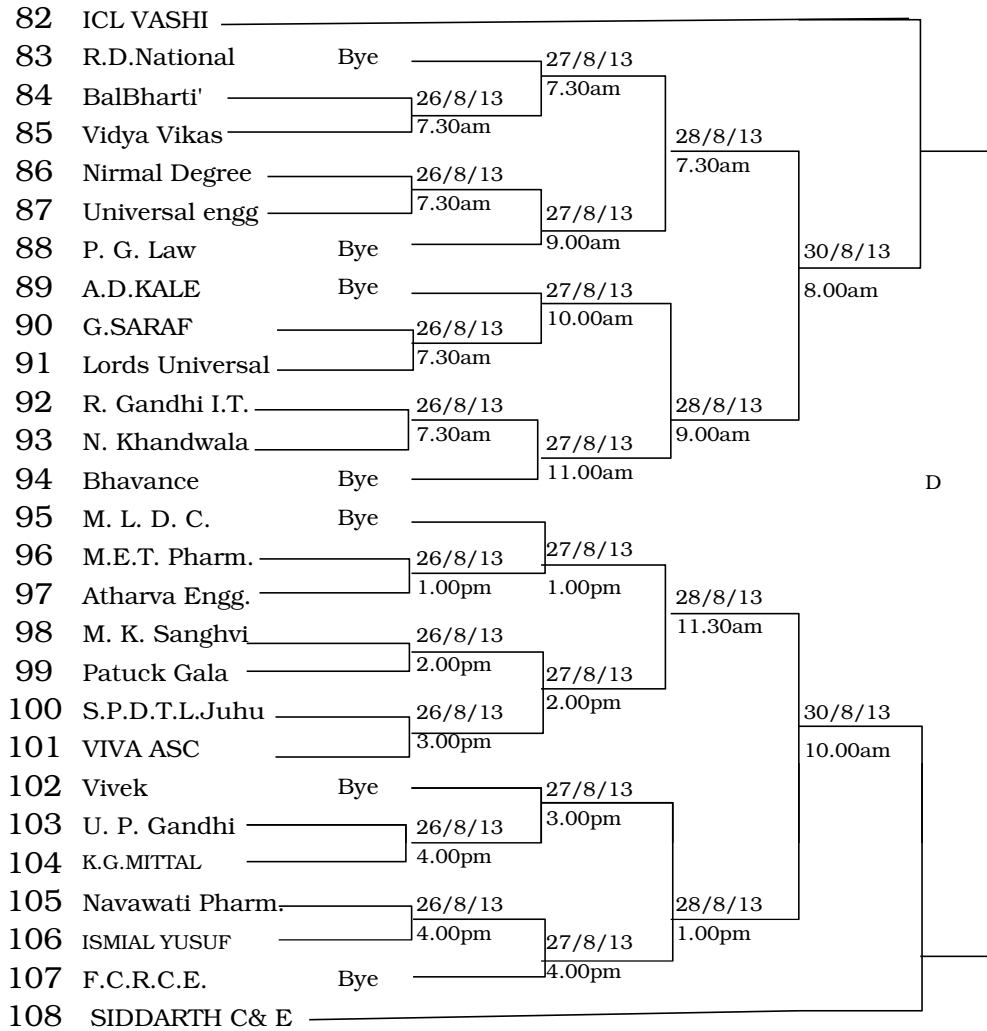 82 ICL VASHI
83 R.D.National Bye 27/8/13
84 BalBharti' 26/8/13 7.30am
85 Vidya Vikas 7.30am 28/8/13
86 Nirmal Degree 26/8/13 7.30am
87 Universal engg 7.30am 27/8/13
88 P. G. Law Bye 9.00am 30/8/13
89 A.D.KALE Bye 27/8/13 8.00am
90 G.SARAF 26/8/13 10.00am
91 Lords Universal 7.30am
92 R. Gandhi I.T. 26/8/13 28/8/13
93 N. Khandwala 7.30am 27/8/13 9.00am
94 Bhavance Bye 11.00am D
95 M. L. D. C. Bye
96 M.E.T. Pharm. 26/8/13 27/8/13
97 Atharva Engg. 1.00pm 1.00pm 28/8/13
98 M. K. Sanghvi 26/8/13 11.30am
99 Patuck Gala 2.00pm 27/8/13
100 S.P.D.T.L.Juhu 26/8/13 2.00pm 30/8/13
101 VIVA ASC 3.00pm 10.00am
102 Vivek Bye 27/8/13
103 U. P. Gandhi 26/8/13 3.00pm
104 K.G.MITTAL 4.00pm
105 Navawati Pharm. 26/8/13 28/8/13
106 ISMIAL YUSUF 4.00pm 27/8/13 1.00pm
107 F.C.R.C.E. Bye 4.00pm
108 SIDDARTH C& E